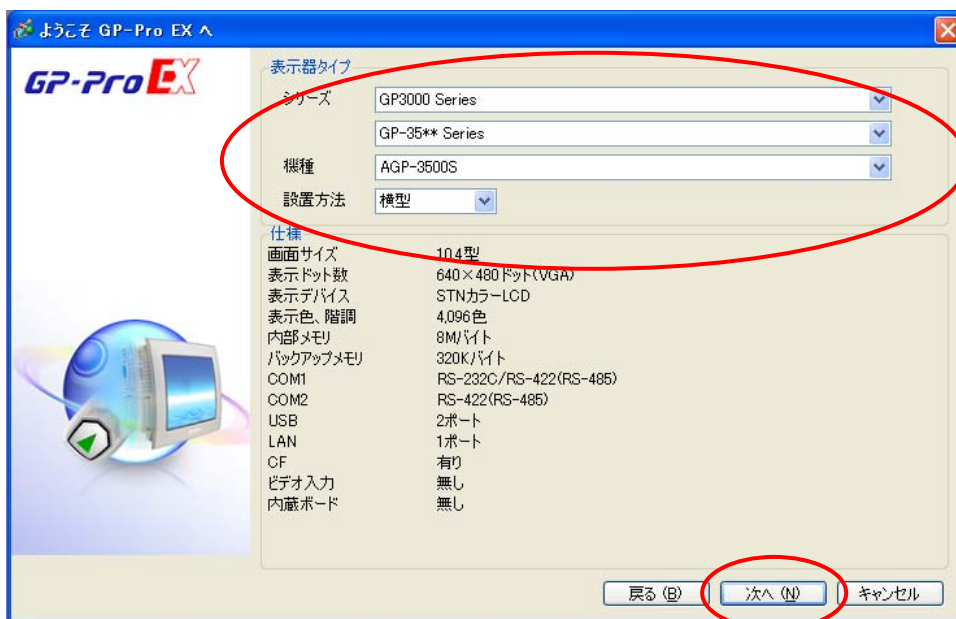 ようこそ GP-Pro EX へ
GP-Pro EX
表示器タイプ
シリーズ GP3000 Series
GP-35** Series
機種 AGP-3500S
設置方法 横型
仕様
画面サイズ 10.4型
表示ドット数 640×480ドット(VGA)
表示デバイス STNカラーLCD
表示色、階調 4,096色
内部メモリ 8Mバイト
バックアップメモリ 320Kバイト
COM1 RS-232C/RS-422(RS-485)
COM2 RS-422(RS-485)
USB 2ポート
LAN 1ポート
CF 有り
ビデオ入力 無し
内蔵ボード 無し
戻る (B) 次へ (N) キャンセル